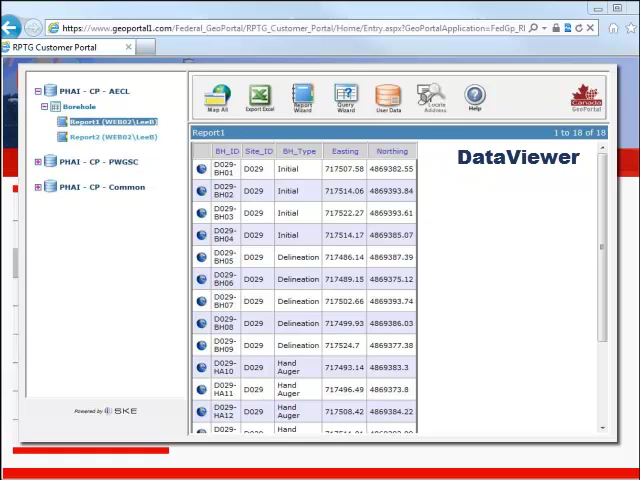 https://www.geoportal1.com/Federal_GeoPortal/RPTG_Customer_Portal/Home/Entry.aspx?GeoPortalApplication=FedGp_RI
RPTG Customer Portal
PHAI - CP - AECL
Borehole
Report1 (WEB02\LeeB)
Report2 (WEB02\LeeB)
PHAI - CP - PWGSC
PHAI - CP - Common
Powered by SKE
Map All
Export Excel
Report Wizard
Query Wizard
User Data
Locate Address
Help
Canada
GeoPortal
Report1 1 to 18 of 18
DataViewer
BH_ID Site_ID BH_Type Easting Northing
D029-BH01 D029 Initial 717507.58 4869382.55
D029-BH02 D029 Initial 717514.06 4869393.84
D029-BH03 D029 Initial 717522.27 4869393.61
D029-BH04 D029 Initial 717514.17 4869385.07
D029-BH05 D029 Delineation 717486.14 4869387.39
D029-BH06 D029 Delineation 717489.15 4869375.12
D029-BH07 D029 Delineation 717502.66 4869393.74
D029-BH08 D029 Delineation 717499.93 4869386.03
D029-BH09 D029 Delineation 717524.7 4869377.38
D029-HA10 D029 Hand Auger 717493.14 4869383.3
D029-HA11 D029 Hand Auger 717496.49 4869373.8
D029-HA12 D029 Hand Auger 717508.42 4869384.22
D029- Hand